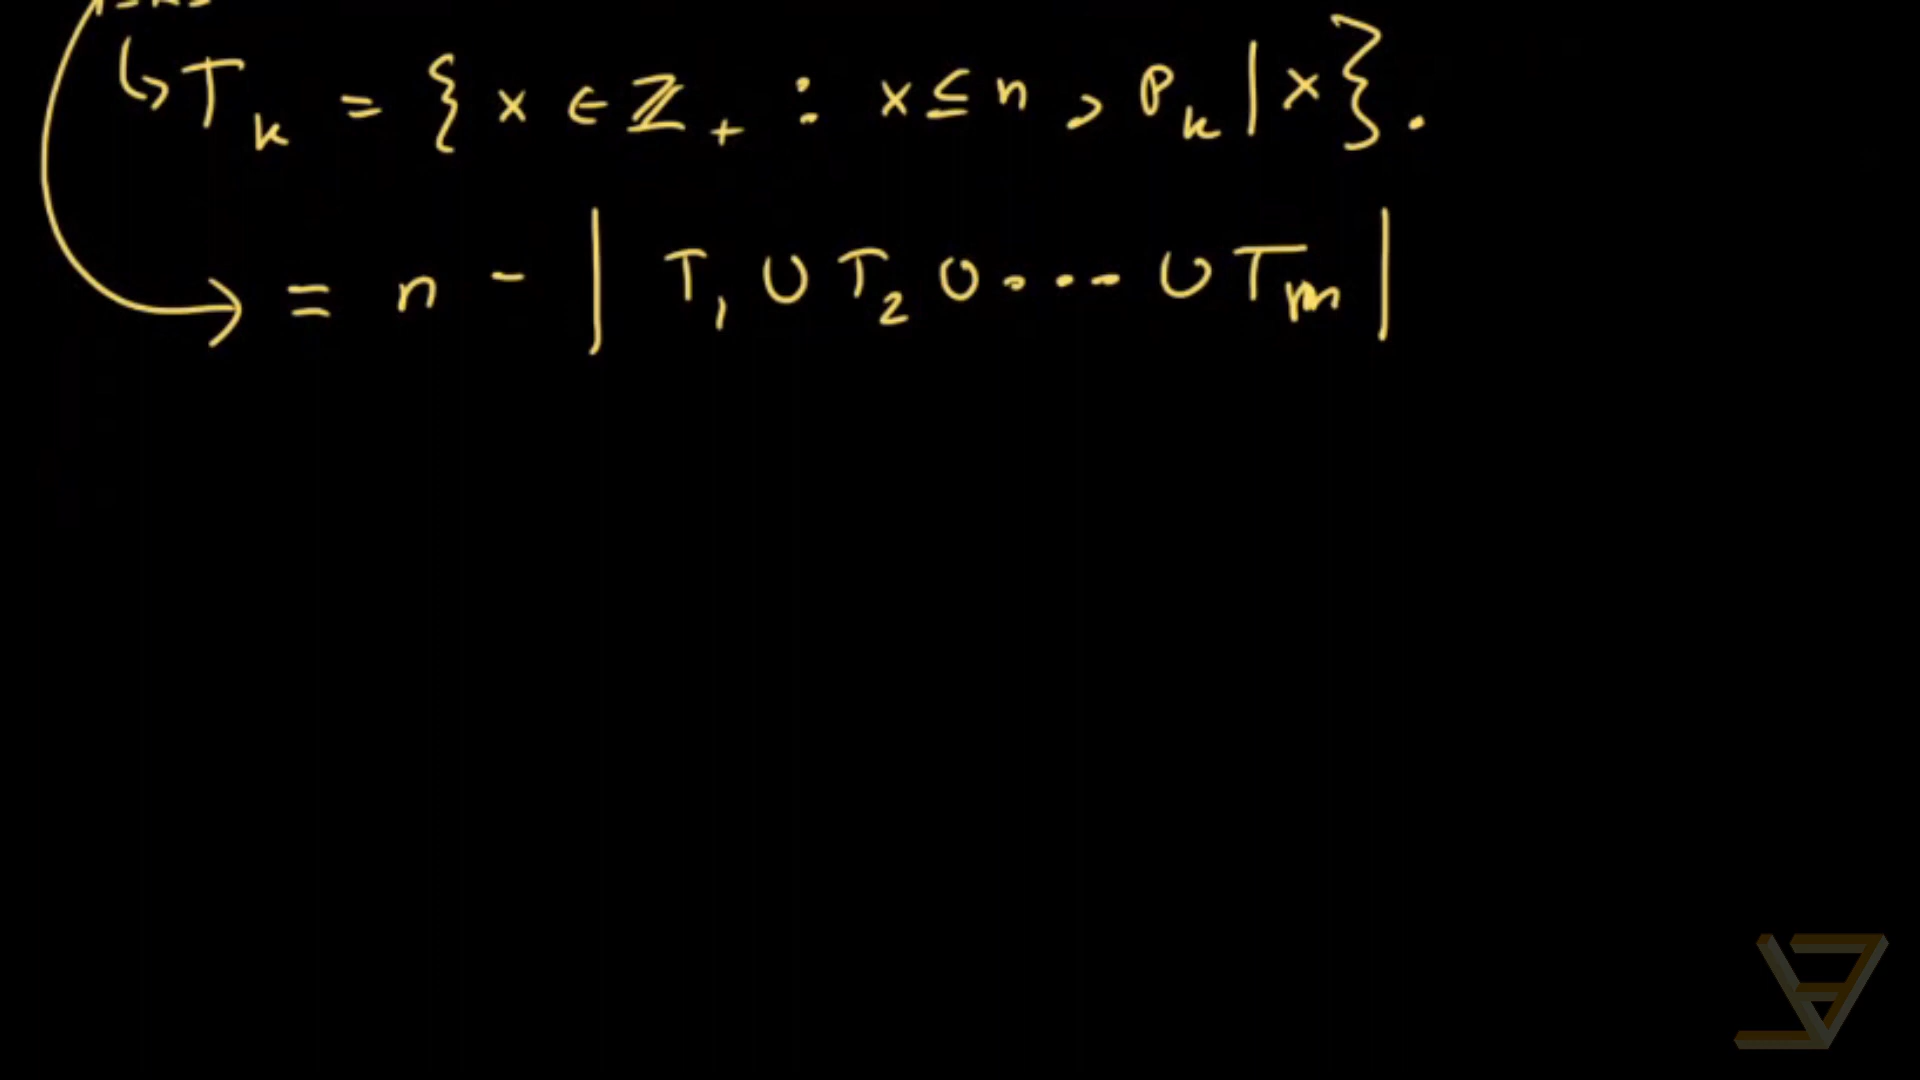 ↳ T_k = { x ∈ ℤ_+ : x ≤ n , p_k | x } .
= n - | T_1 ∪ T_2 ∪ ... ∪ T_m |